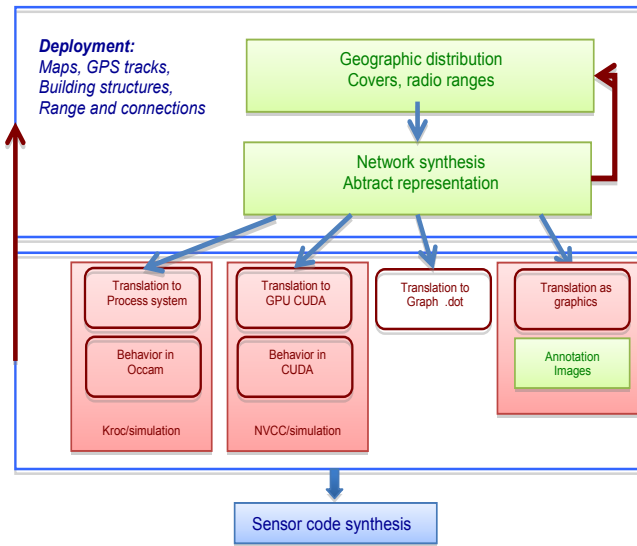 Deployment:
Maps, GPS tracks,
Building structures,
Range and connections
Geographic distribution
Covers, radio ranges
Network synthesis
Abtract representation
Translation to
Process system
Behavior in
Occam
Kroc/simulation
Translation to
GPU CUDA
Behavior in
CUDA
NVCC/simulation
Translation to
Graph .dot
Translation as
graphics
Annotation
Images
Sensor code synthesis